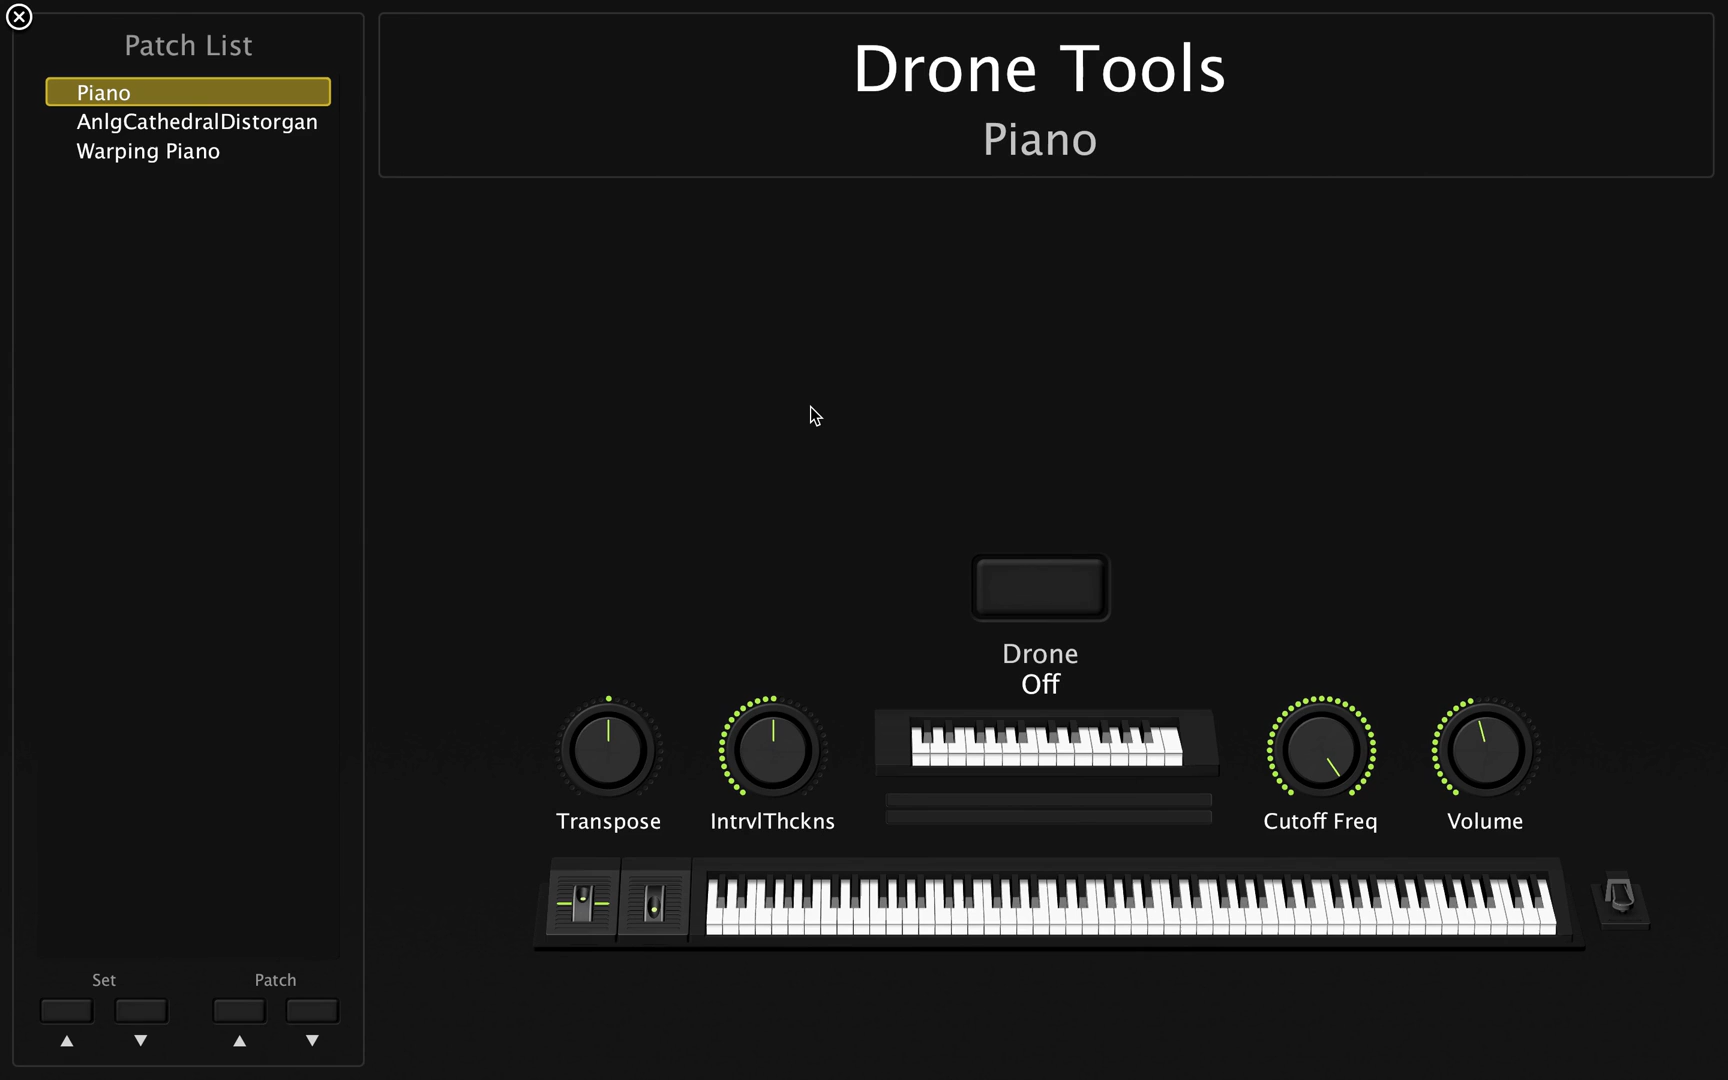 Patch List
Piano
AnlgCathedralDistorgan
Warping Piano
Drone Tools
Piano
Drone
Off
Transpose
IntrvlThckns
Cutoff Freq
Volume
Set
Patch